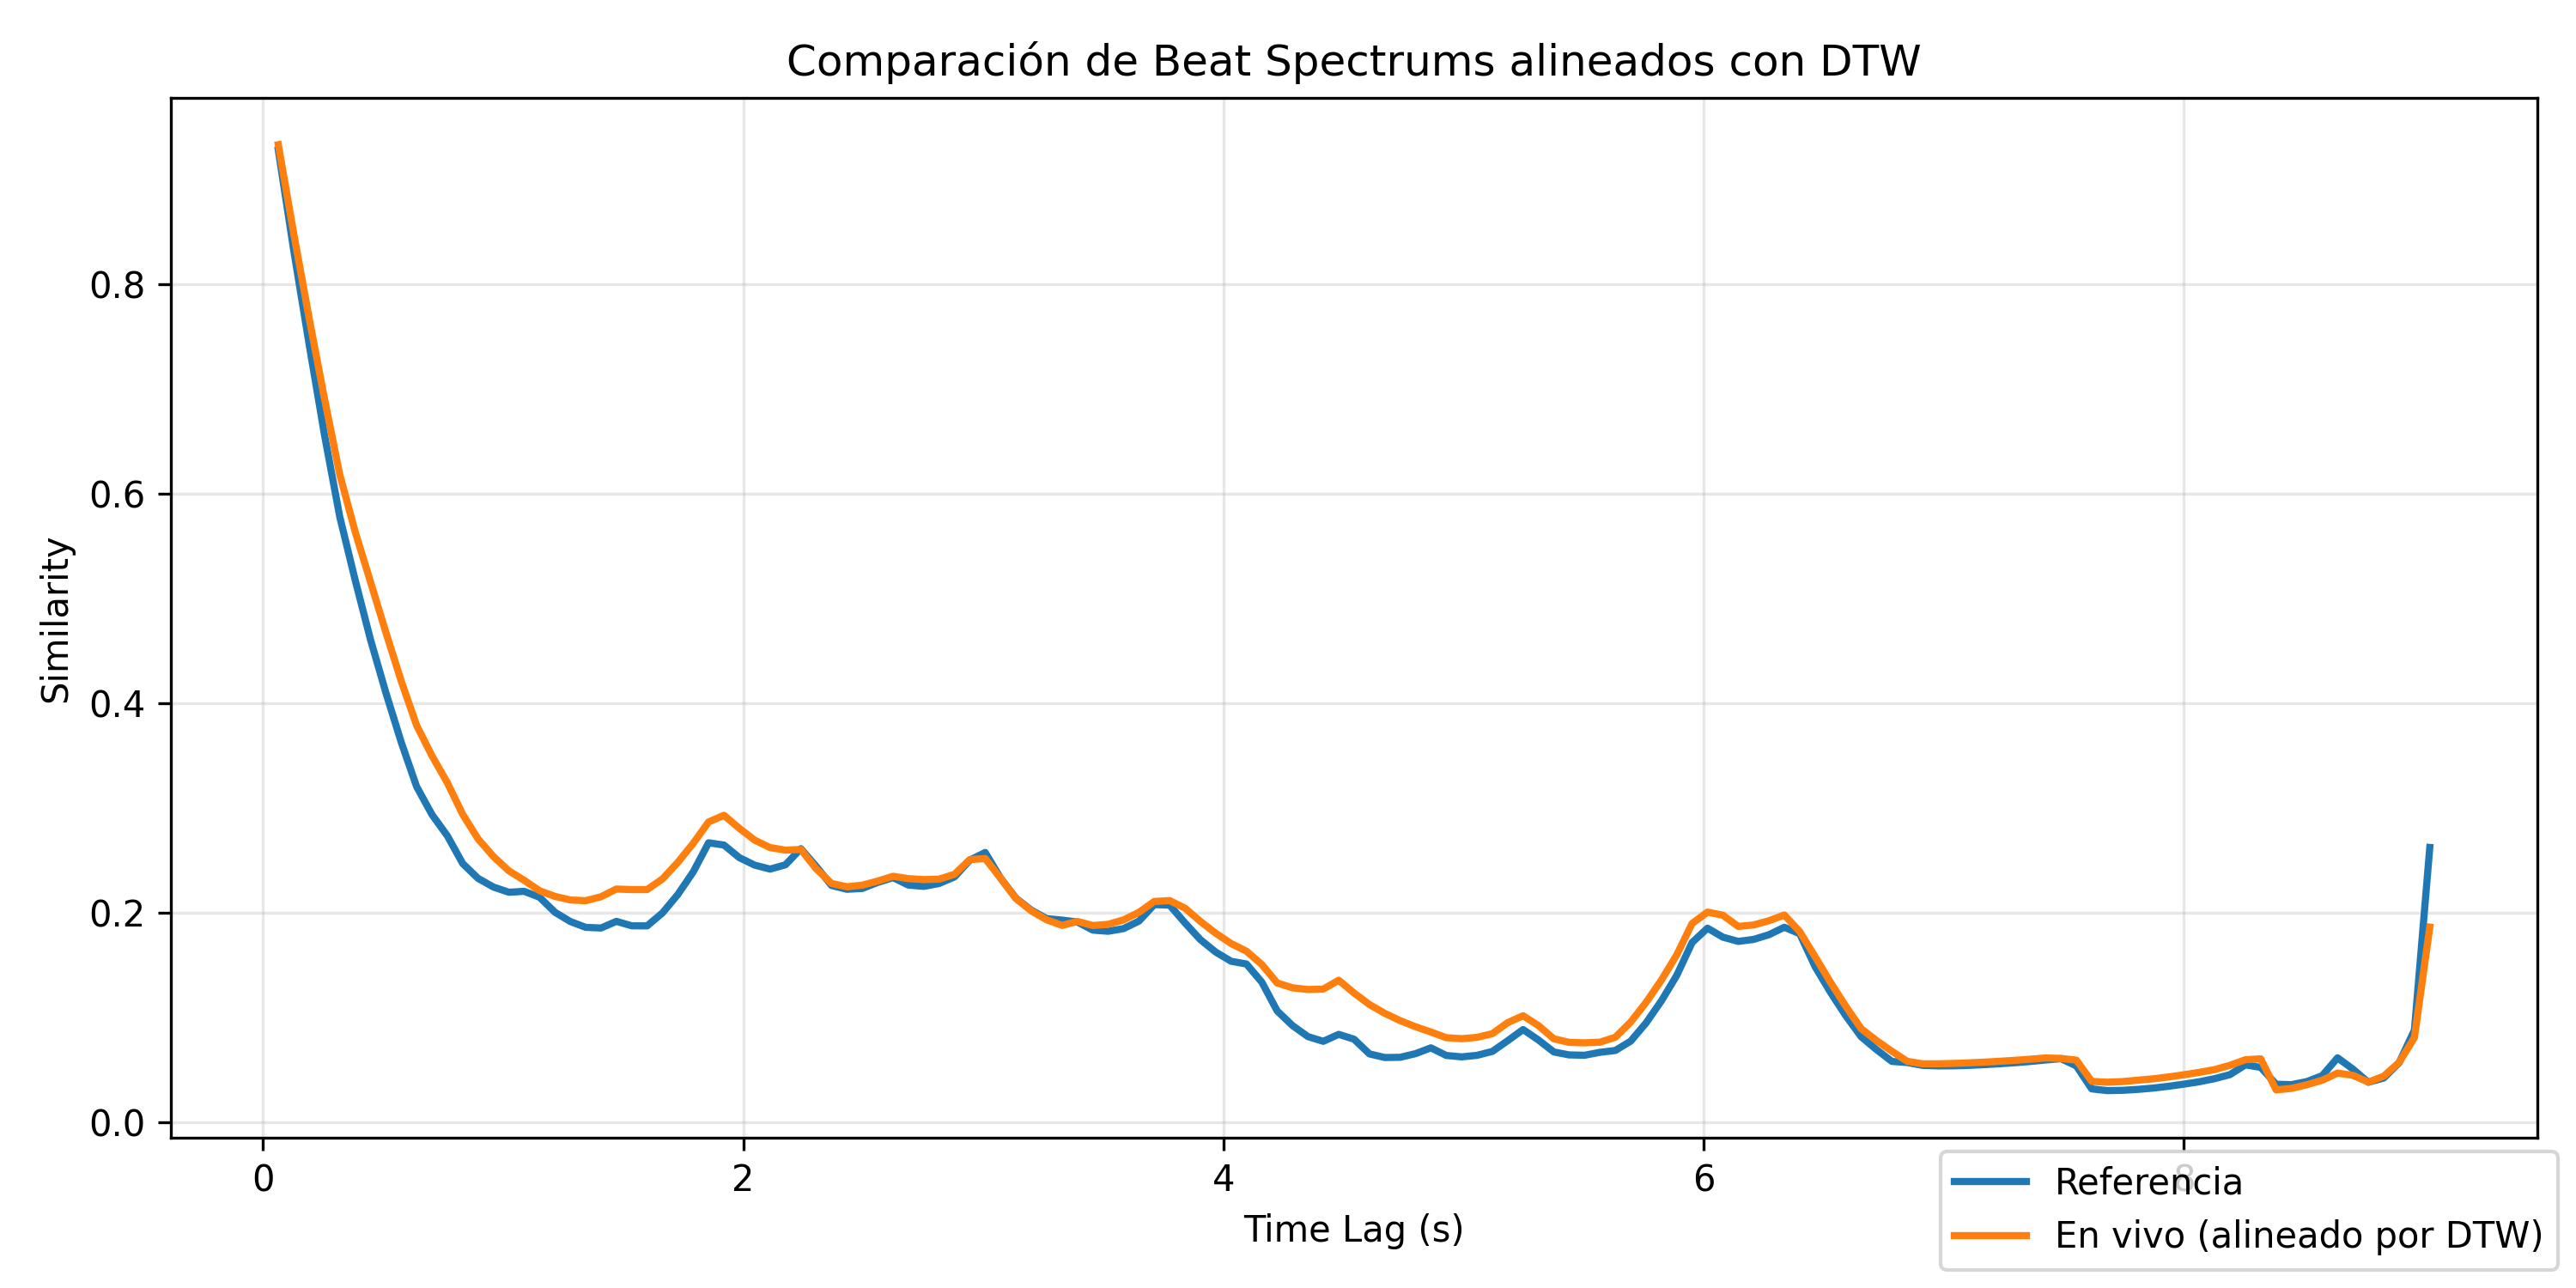 Comparación de Beat Spectrums alineados con DTW
0.8
0.6
0.4
0.2
0.0
Similarity
0 2 4 6 8
Time Lag (s)
Referencia
En vivo (alineado por DTW)